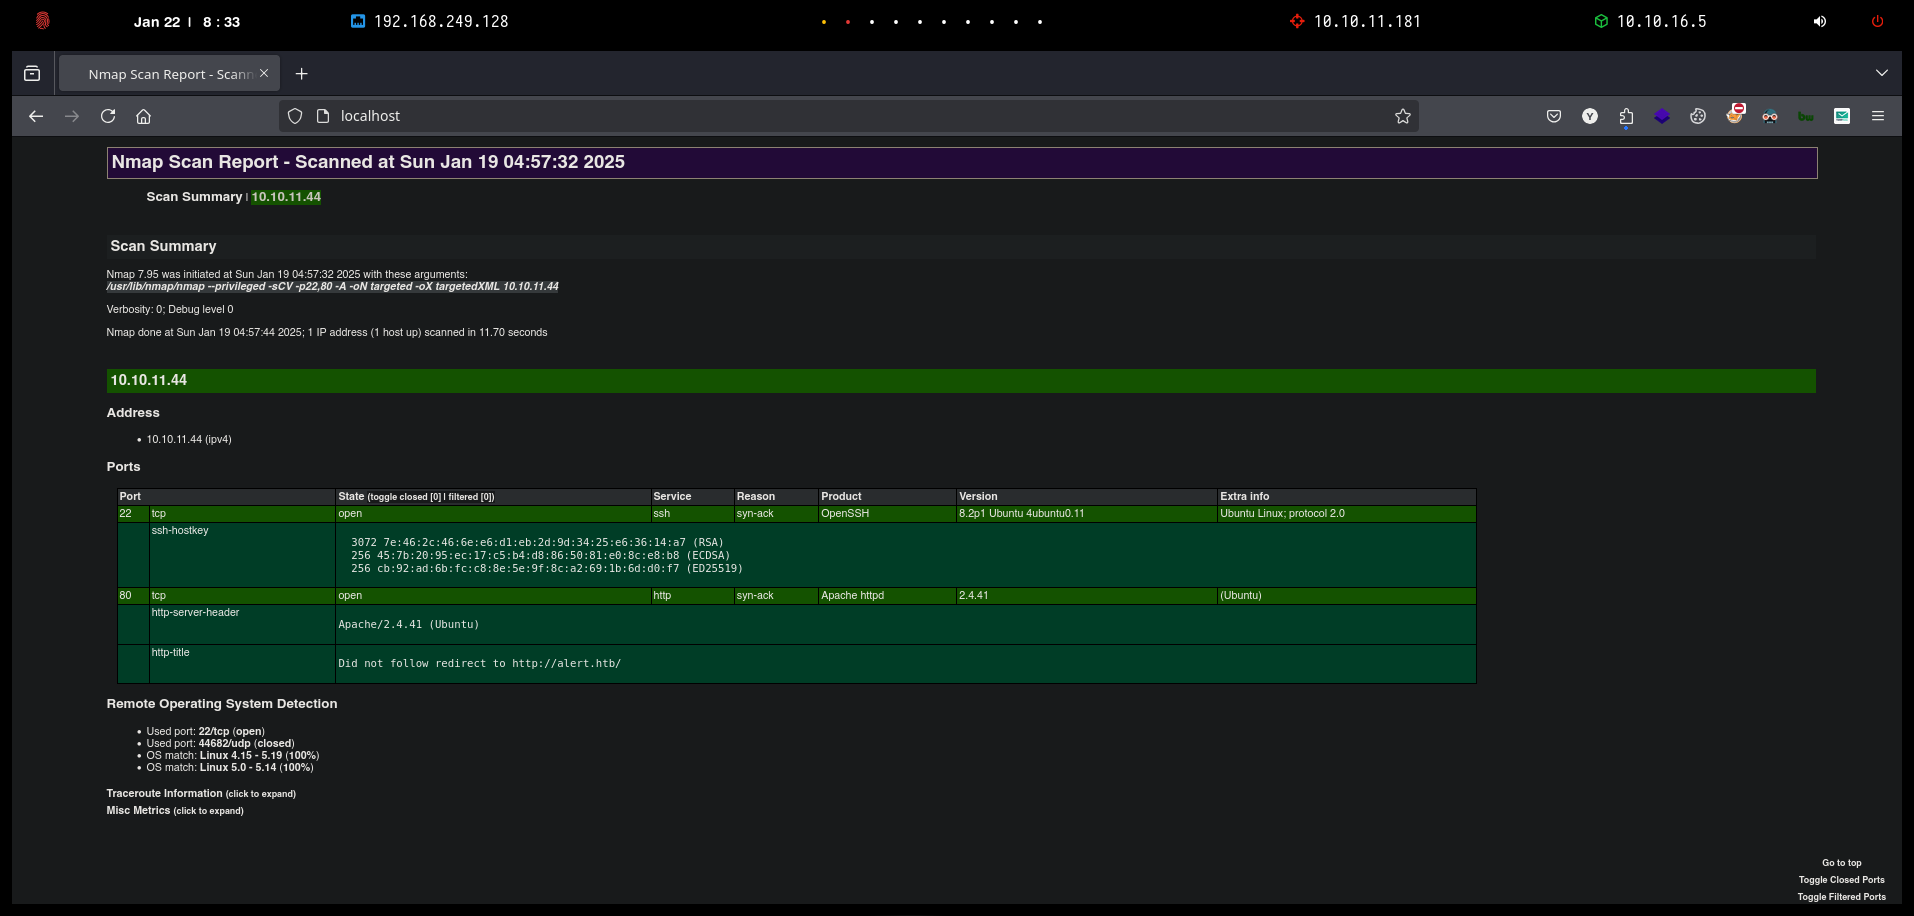 Jan 22 | 8 : 33 192.168.249.128 10.10.11.181 10.10.16.5
Nmap Scan Report - Scann
localhost
Y
bw
Nmap Scan Report - Scanned at Sun Jan 19 04:57:32 2025
Scan Summary | 10.10.11.44
Scan Summary
Nmap 7.95 was initiated at Sun Jan 19 04:57:32 2025 with these arguments:
/usr/lib/nmap/nmap --privileged -sCV -p22,80 -A -oN targeted -oX targetedXML 10.10.11.44
Verbosity: 0; Debug level 0
Nmap done at Sun Jan 19 04:57:44 2025; 1 IP address (1 host up) scanned in 11.70 seconds
10.10.11.44
Address
• 10.10.11.44 (ipv4)
Ports
Port State (toggle closed [0] | filtered [0]) Service Reason Product Version Extra info
22 tcp open ssh syn-ack OpenSSH 8.2p1 Ubuntu 4ubuntu0.11 Ubuntu Linux; protocol 2.0
ssh-hostkey
3072 7e:46:2c:46:6e:e6:d1:eb:2d:9d:34:25:e6:36:14:a7 (RSA)
256 45:7b:20:95:ec:17:c5:b4:d8:86:50:81:e0:8c:e8:b8 (ECDSA)
256 cb:92:ad:6b:fc:c8:8e:5e:9f:8c:a2:69:1b:6d:d0:f7 (ED25519)
80 tcp open http syn-ack Apache httpd 2.4.41 (Ubuntu)
http-server-header
Apache/2.4.41 (Ubuntu)
http-title
Did not follow redirect to http://alert.htb/
Remote Operating System Detection
• Used port: 22/tcp (open)
• Used port: 44682/udp (closed)
• OS match: Linux 4.15 - 5.19 (100%)
• OS match: Linux 5.0 - 5.14 (100%)
Traceroute Information (click to expand)
Misc Metrics (click to expand)
Go to top
Toggle Closed Ports
Toggle Filtered Ports